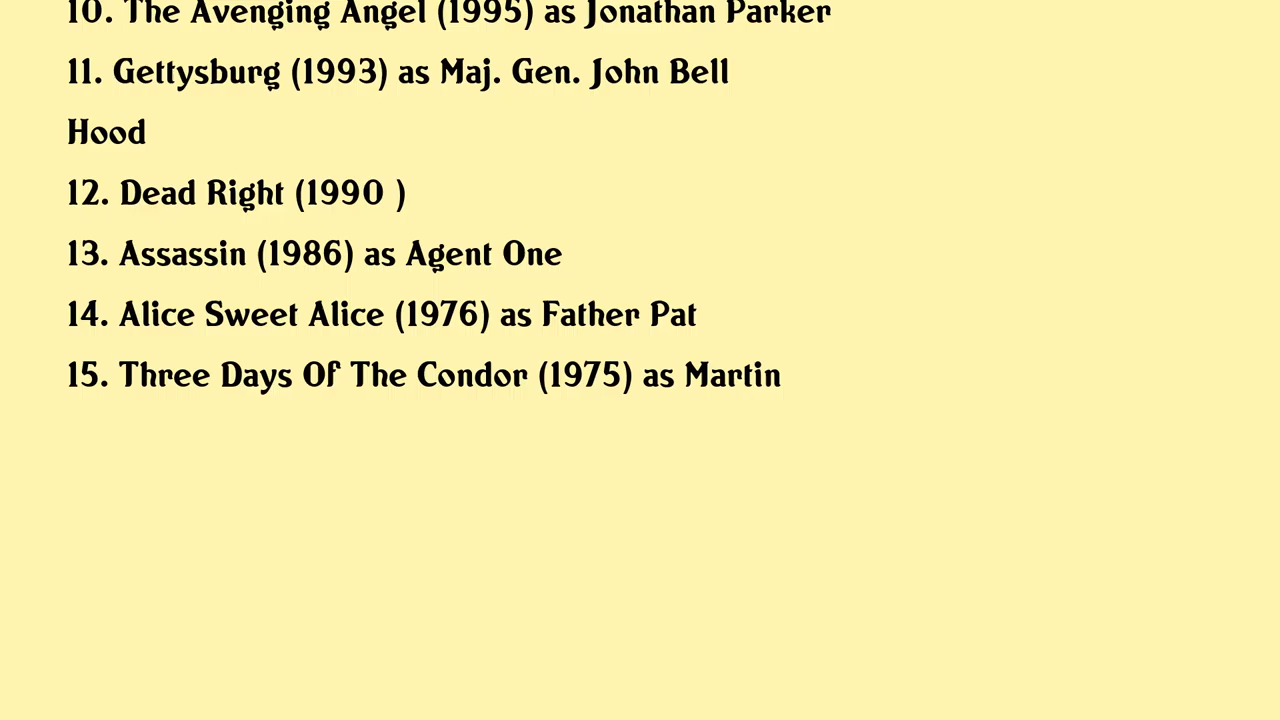 10. The Avenging Angel (1995) as Jonathan Parker
11. Gettysburg (1993) as Maj. Gen. John Bell
Hood
12. Dead Right (1990 )
13. Assassin (1986) as Agent One
14. Alice Sweet Alice (1976) as Father Pat
15. Three Days Of The Condor (1975) as Martin